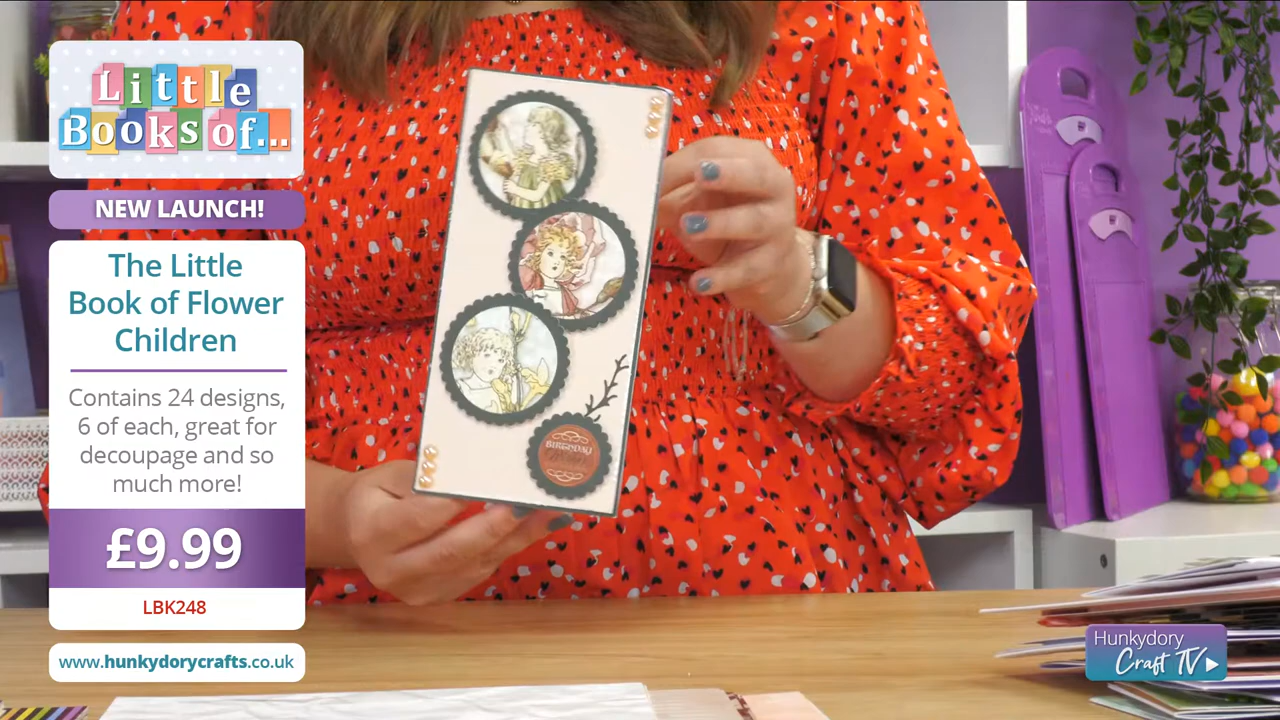 Little
Books of...
NEW LAUNCH!
The Little
Book of Flower
Children
Contains 24 designs,
6 of each, great for
decoupage and so
much more!
£9.99
LBK248
www.hunkydorycrafts.co.uk
BIRTHDAY
Hunkydory
Craft TV